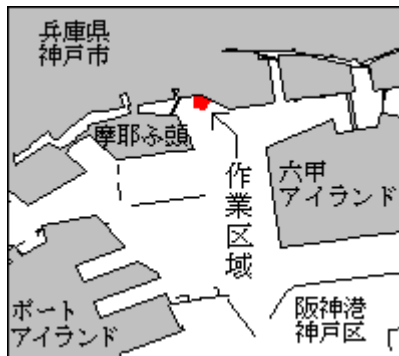 兵庫県
神戸市
摩耶ふ頭
作業区域
六甲
アイランド
ポート
アイランド
阪神港
神戸区